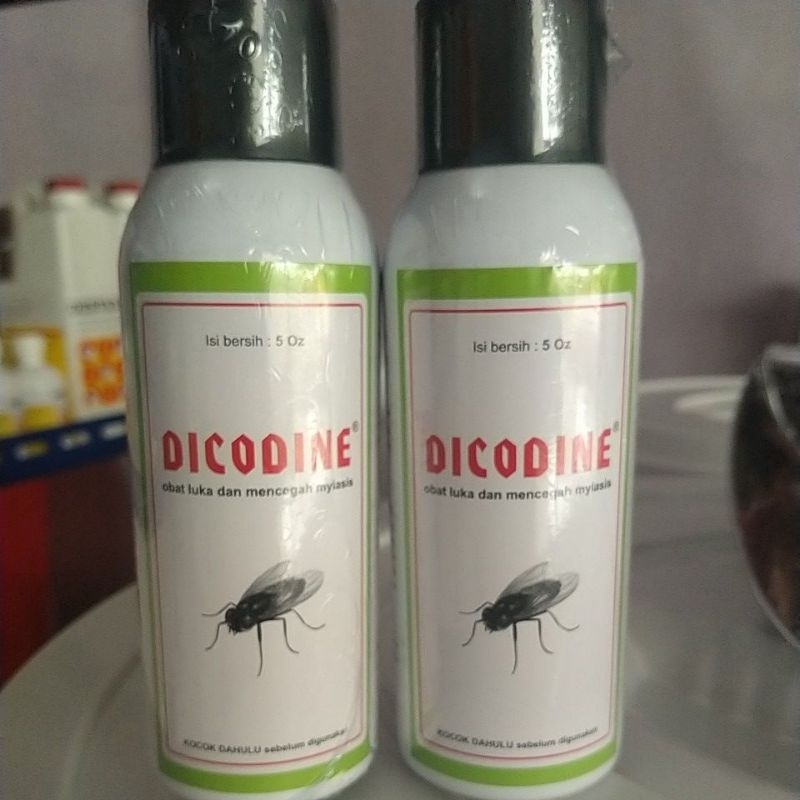 Isi bersih : 5 Oz
DICODINE®
obat luka dan mencegah myiasis
KOCOK DAHULU sebelum digunakan
Isi bersih : 5 Oz
DICODINE®
obat luka dan mencegah myiasis
KOCOK DAHULU sebelum digunakan